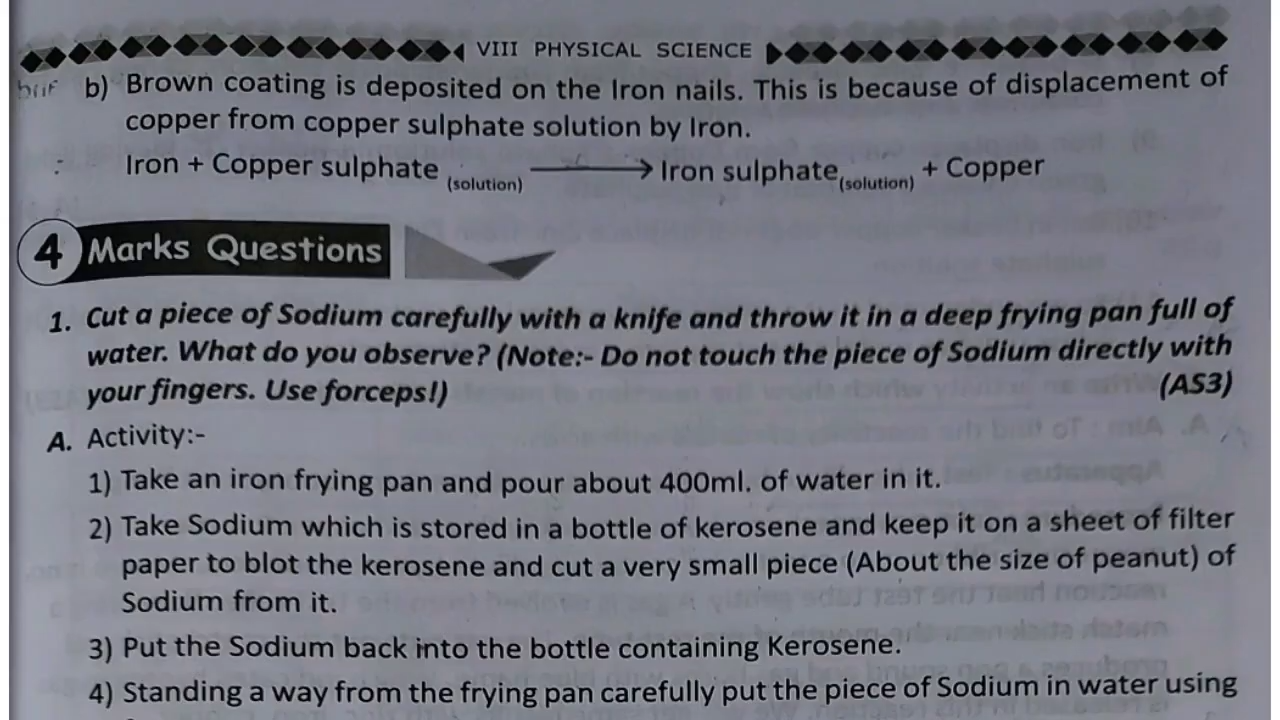 VIII PHYSICAL SCIENCE
b) Brown coating is deposited on the Iron nails. This is because of displacement of
copper from copper sulphate solution by Iron.
Iron + Copper sulphate (solution) ⟶ Iron sulphate (solution) + Copper
4 Marks Questions
1. Cut a piece of Sodium carefully with a knife and throw it in a deep frying pan full of
water. What do you observe? (Note:- Do not touch the piece of Sodium directly with
your fingers. Use forceps!) (AS3)
A. Activity:-
1) Take an iron frying pan and pour about 400ml. of water in it.
2) Take Sodium which is stored in a bottle of kerosene and keep it on a sheet of filter
paper to blot the kerosene and cut a very small piece (About the size of peanut) of
Sodium from it.
3) Put the Sodium back into the bottle containing Kerosene.
4) Standing a way from the frying pan carefully put the piece of Sodium in water using